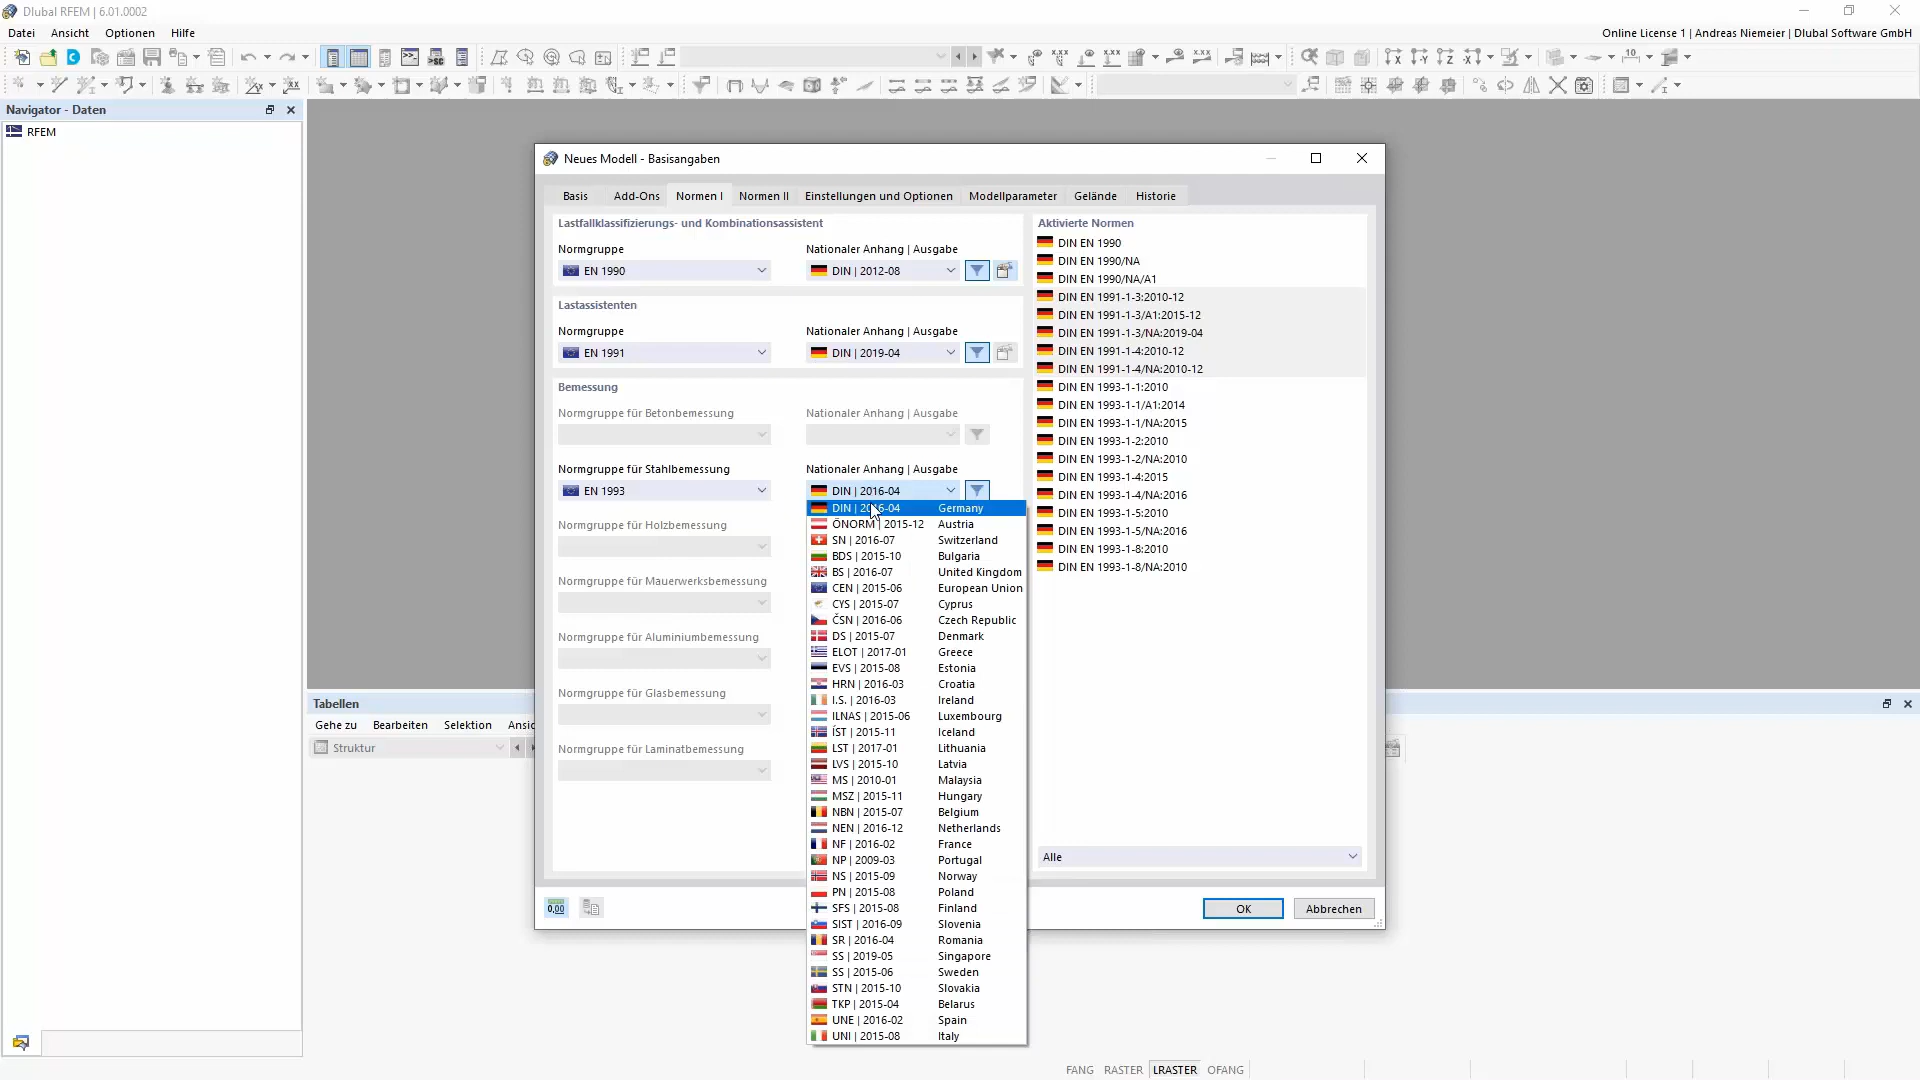 Dlubal RFEM | 6.01.0002
Datei Ansicht Optionen Hilfe
Online License 1 | Andreas Niemeier | Dlubal Software GmbH
Navigator - Daten
RFEM
Neues Modell - Basisangaben
Basis Add-Ons Normen I Normen II Einstellungen und Optionen Modellparameter Gelände Historie
Lastfallklassifizierungs- und Kombinationsassistent
Normgruppe Nationaler Anhang | Ausgabe
EN 1990 DIN | 2012-08
Lastassistenten
Normgruppe Nationaler Anhang | Ausgabe
EN 1991 DIN | 2019-04
Bemessung
Normgruppe für Betonbemessung Nationaler Anhang | Ausgabe
Normgruppe für Stahlbemessung Nationaler Anhang | Ausgabe
EN 1993 DIN | 2016-04
Normgruppe für Holzbemessung
Normgruppe für Mauerwerksbemessung
Normgruppe für Aluminiumbemessung
Normgruppe für Glasbemessung
Normgruppe für Laminatbemessung
DIN | 2016-04 Germany
ÖNORM | 2015-12 Austria
SN | 2016-07 Switzerland
BDS | 2015-10 Bulgaria
BS | 2016-07 United Kingdom
CEN | 2015-06 European Union
CYS | 2015-07 Cyprus
ČSN | 2016-06 Czech Republic
DS | 2015-07 Denmark
ELOT | 2017-01 Greece
EVS | 2015-08 Estonia
HRN | 2016-03 Croatia
I.S. | 2016-03 Ireland
ILNAS | 2015-06 Luxembourg
ÍST | 2015-11 Iceland
LST | 2017-01 Lithuania
LVS | 2015-10 Latvia
MS | 2010-01 Malaysia
MSZ | 2015-11 Hungary
NBN | 2015-07 Belgium
NEN | 2016-12 Netherlands
NF | 2016-02 France
NP | 2009-03 Portugal
NS | 2015-09 Norway
PN | 2015-08 Poland
SFS | 2015-08 Finland
SIST | 2016-09 Slovenia
SR | 2016-04 Romania
SS | 2019-05 Singapore
SS | 2015-06 Sweden
STN | 2015-10 Slovakia
TKP | 2015-04 Belarus
UNE | 2016-02 Spain
UNI | 2015-08 Italy
Aktivierte Normen
DIN EN 1990
DIN EN 1990/NA
DIN EN 1990/NA/A1
DIN EN 1991-1-3:2010-12
DIN EN 1991-1-3/A1:2015-12
DIN EN 1991-1-3/NA:2019-04
DIN EN 1991-1-4:2010-12
DIN EN 1991-1-4/NA:2010-12
DIN EN 1993-1-1:2010
DIN EN 1993-1-1/A1:2014
DIN EN 1993-1-1/NA:2015
DIN EN 1993-1-2:2010
DIN EN 1993-1-2/NA:2010
DIN EN 1993-1-4:2015
DIN EN 1993-1-4/NA:2016
DIN EN 1993-1-5:2010
DIN EN 1993-1-5/NA:2016
DIN EN 1993-1-8:2010
DIN EN 1993-1-8/NA:2010
Alle
OK Abbrechen
Tabellen
Gehe zu Bearbeiten Selektion Ansic
Struktur
FANG RASTER LRASTER OFANG